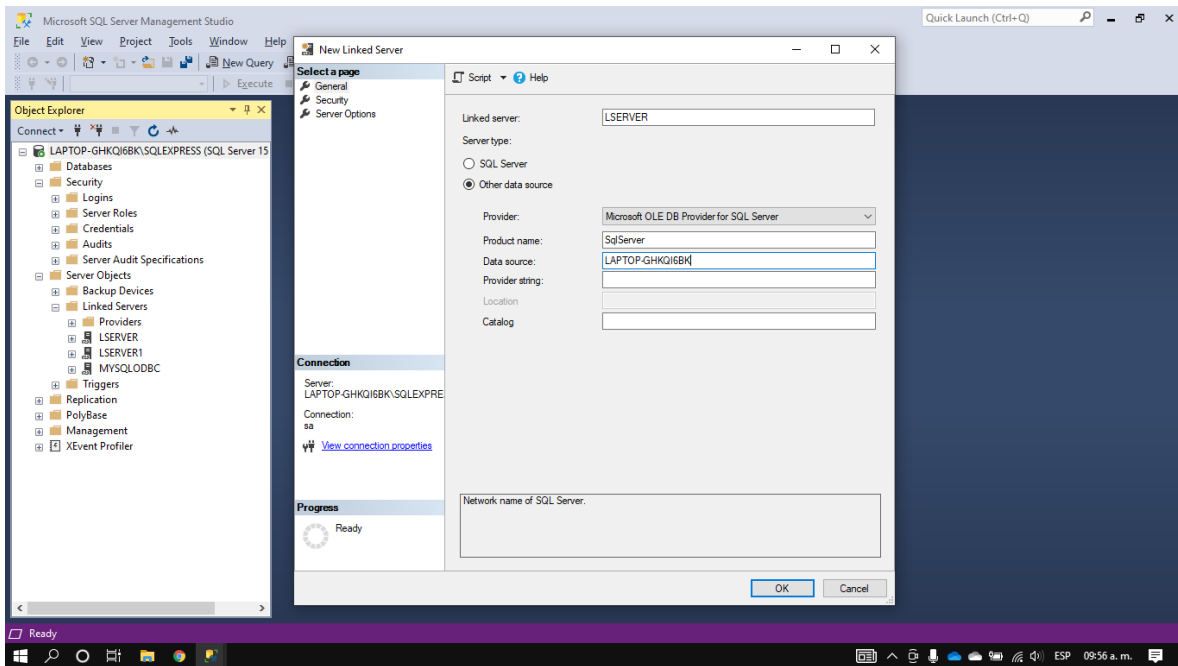 Microsoft SQL Server Management Studio
Quick Launch (Ctrl+Q)
File Edit View Project Tools Window Help
New Query
Execute
Object Explorer
Connect
LAPTOP-GHKQI6BK\SQLEXPRESS (SQL Server 15
Databases
Security
Logins
Server Roles
Credentials
Audits
Server Audit Specifications
Server Objects
Backup Devices
Linked Servers
Providers
LSERVER
LSERVER1
MYSQLODBC
Triggers
Replication
PolyBase
Management
XEvent Profiler
New Linked Server
Select a page
General
Security
Server Options
Script Help
Linked server: LSERVER
Server type:
SQL Server
Other data source
Provider: Microsoft OLE DB Provider for SQL Server
Product name: SqlServer
Data source: LAPTOP-GHKQI6BK
Provider string:
Location
Catalog
Connection
Server:
LAPTOP-GHKQI6BK\SQLEXPRE
Connection:
sa
View connection properties
Progress
Ready
Network name of SQL Server.
OK Cancel
Ready
ESP 09:56 a. m.